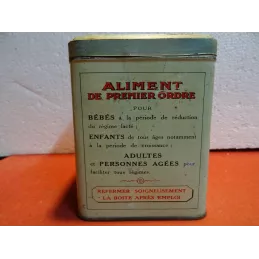 ALIMENT
DE PREMIER ORDRE
POUR
BÉBÉS à la période de réduction
du régime lacté;
ENFANTS de tous âges notamment
à la période de croissance;
ADULTES
et PERSONNES AGÉES pour
faciliter leurs régimes.
REFERMER SOIGNEUSEMENT
LA BOITE APRÈS EMPLOI